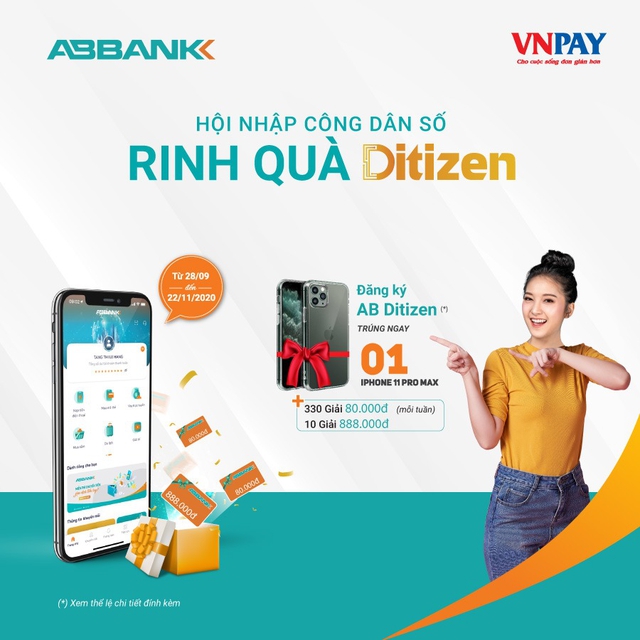 ABBANK
VNPAY
Cho cuộc sống đơn giản hơn
HỘI NHẬP CÔNG DÂN SỐ
RINH QUÀ Ditizen
Từ 28/09
đến
22/11/2020
Đăng ký
AB Ditizen (*)
TRÚNG NGAY
01
IPHONE 11 PRO MAX
+ 330 Giải 80.000đ (mỗi tuần)
10 Giải 888.000đ
ABBANK
80.000đ
80.000đ
888.000đ
(*) Xem thể lệ chi tiết đính kèm